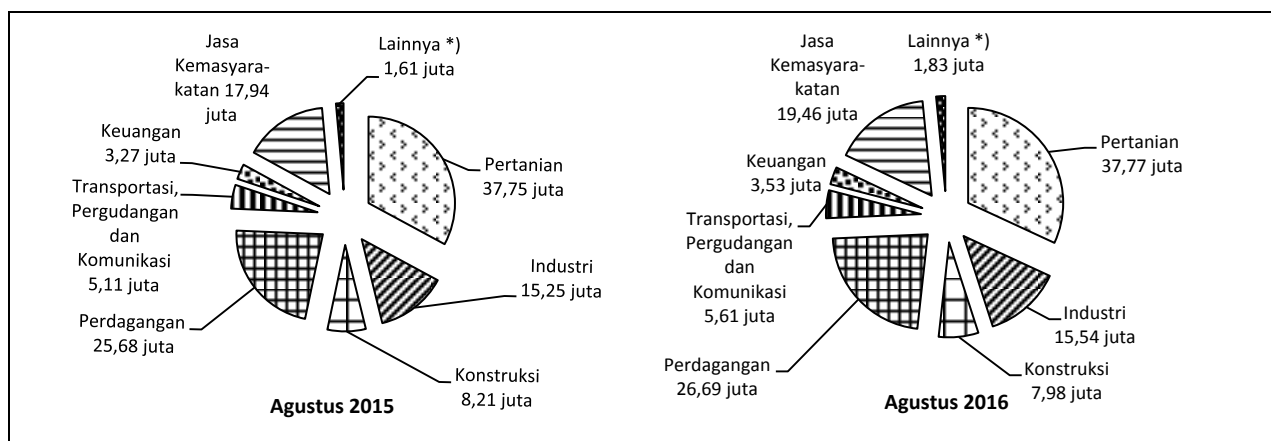 Jasa
Kemasyara-
katan 17,94
juta
Lainnya *)
1,61 juta
Keuangan
3,27 juta
Transportasi,
Pergudangan
dan
Komunikasi
5,11 juta
Pertanian
37,75 juta
Industri
15,25 juta
Perdagangan
25,68 juta
Konstruksi
8,21 juta
Agustus 2015
Jasa
Kemasyara-
katan
19,46 juta
Lainnya *)
1,83 juta
Keuangan
3,53 juta
Transportasi,
Pergudangan
dan
Komunikasi
5,61 juta
Pertanian
37,77 juta
Industri
15,54 juta
Perdagangan
26,69 juta
Konstruksi
7,98 juta
Agustus 2016